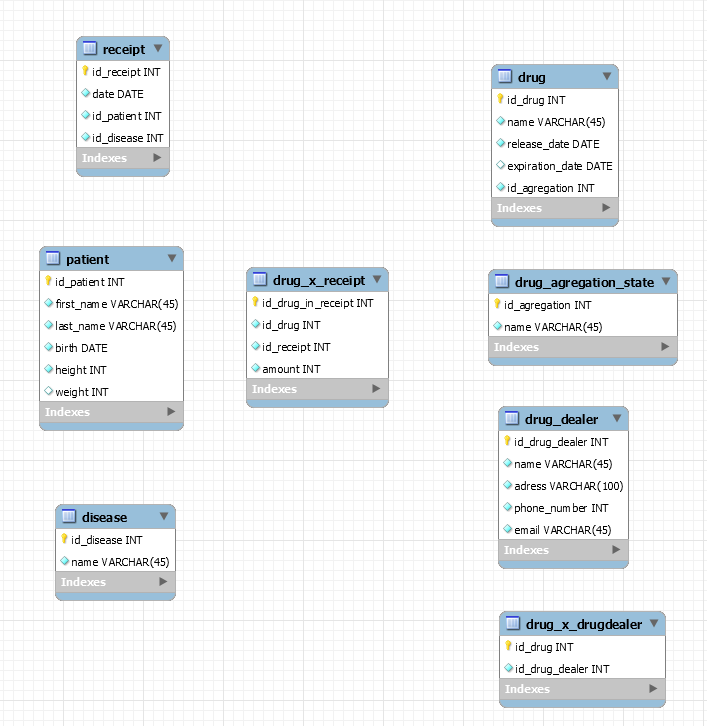 receipt
id_receipt INT
date DATE
id_patient INT
id_disease INT
Indexes
drug
id_drug INT
name VARCHAR(45)
release_date DATE
expiration_date DATE
id_agregation INT
Indexes
patient
id_patient INT
first_name VARCHAR(45)
last_name VARCHAR(45)
birth DATE
height INT
weight INT
Indexes
drug_x_receipt
id_drug_in_receipt INT
id_drug INT
id_receipt INT
amount INT
Indexes
drug_agregation_state
id_agregation INT
name VARCHAR(45)
Indexes
drug_dealer
id_drug_dealer INT
name VARCHAR(45)
adress VARCHAR(100)
phone_number INT
email VARCHAR(45)
Indexes
disease
id_disease INT
name VARCHAR(45)
Indexes
drug_x_drugdealer
id_drug INT
id_drug_dealer INT
Indexes